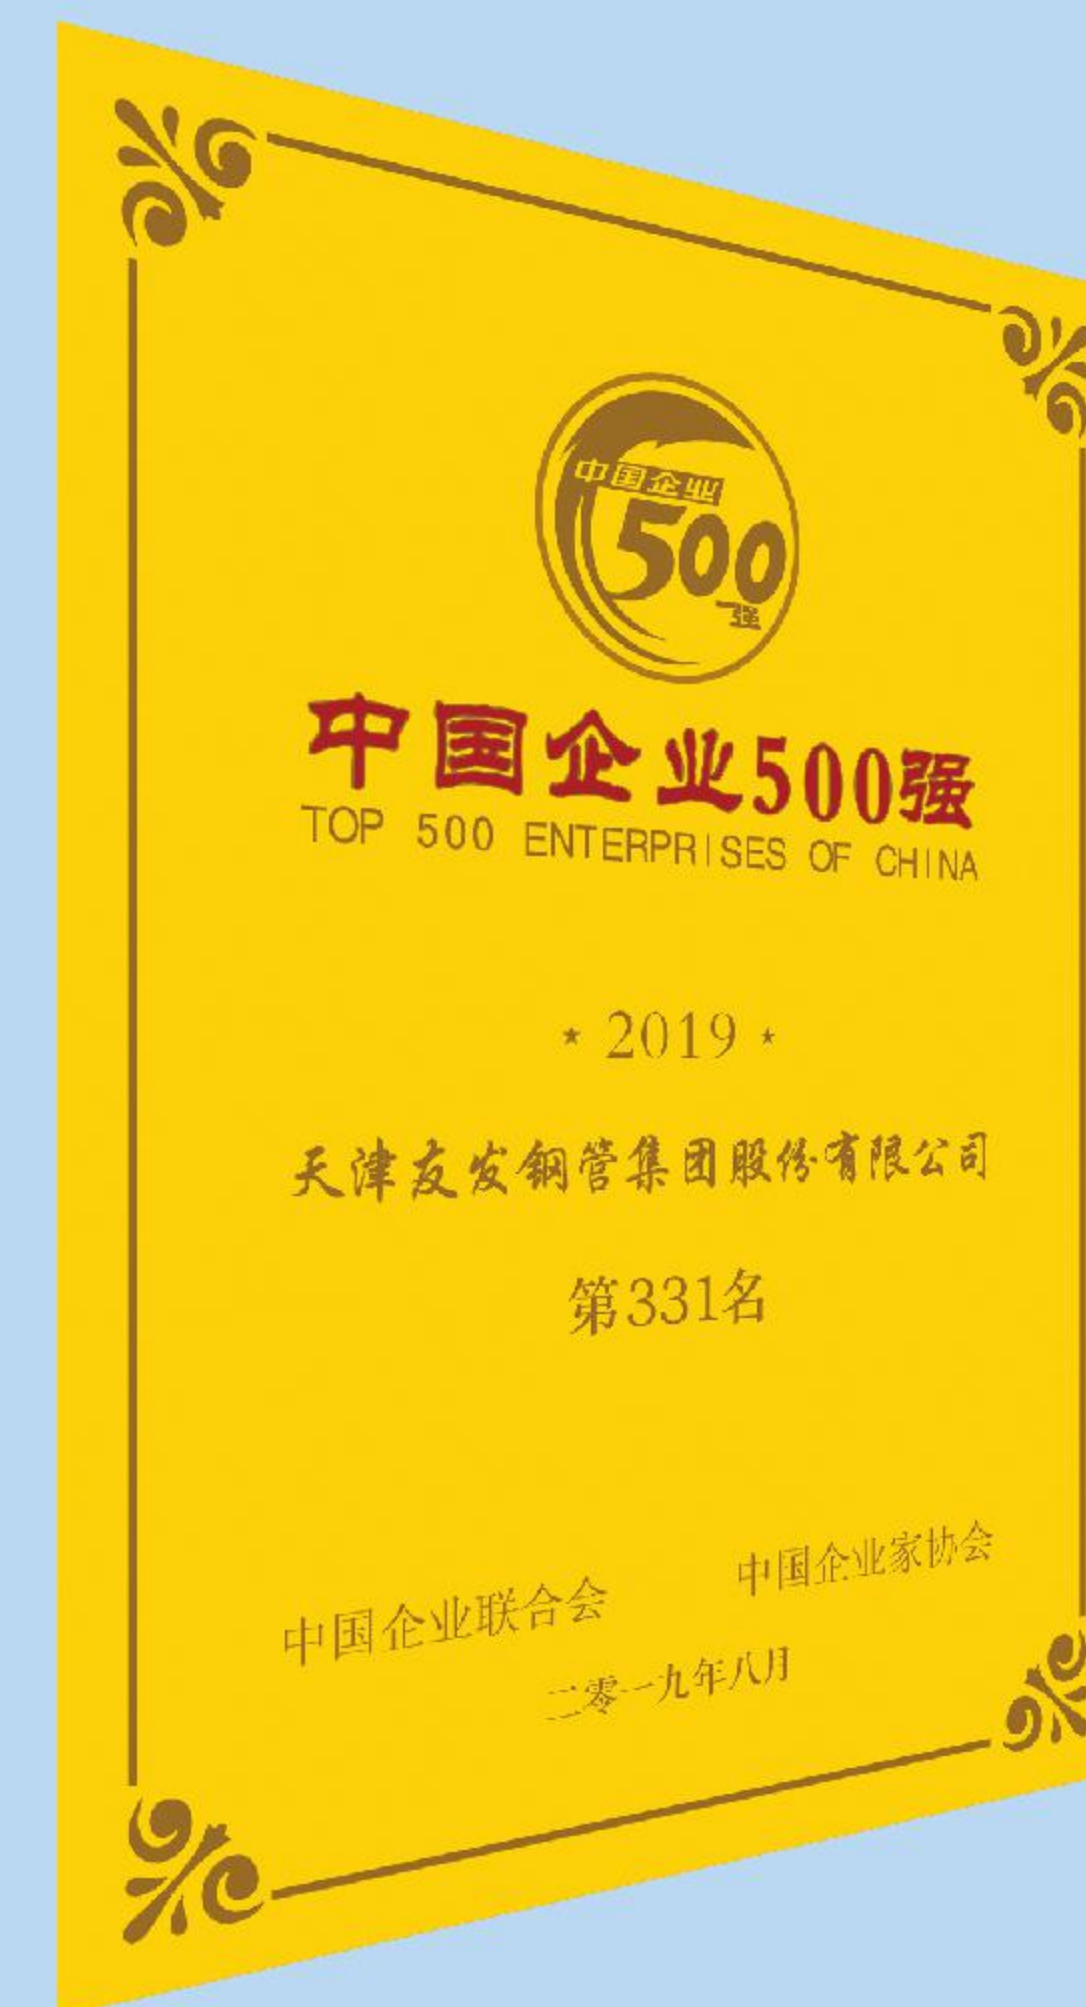 中国企业
500
强
中国企业500强
TOP 500 ENTERPRISES OF CHINA
★ 2019 ★
天津友发钢管集团股份有限公司
第331名
中国企业联合会 中国企业家协会
二零一九年八月